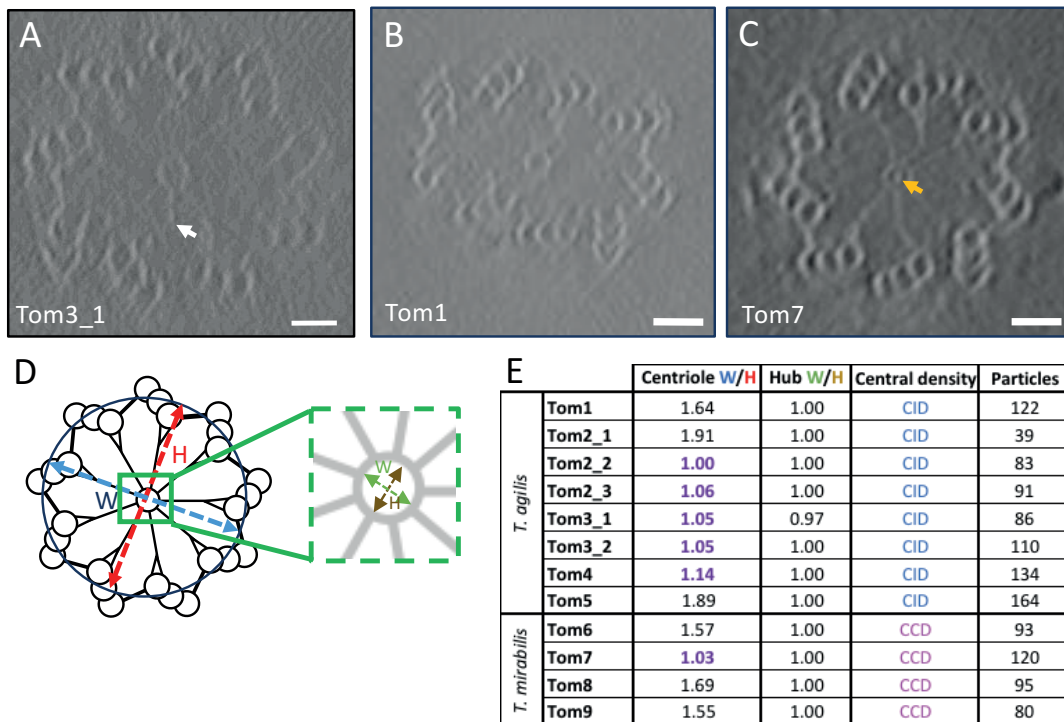 A
B
C
Tom3_1
Tom1
Tom7
D
H
W
W
H
E
Centriole W/H Hub W/H Central density Particles
T. agilis
Tom1 1.64 1.00 CID 122
Tom2_1 1.91 1.00 CID 39
Tom2_2 1.00 1.00 CID 83
Tom2_3 1.06 1.00 CID 91
Tom3_1 1.05 0.97 CID 86
Tom3_2 1.05 1.00 CID 110
Tom4 1.14 1.00 CID 134
Tom5 1.89 1.00 CID 164
T. mirabilis
Tom6 1.57 1.00 CCD 93
Tom7 1.03 1.00 CCD 120
Tom8 1.69 1.00 CCD 95
Tom9 1.55 1.00 CCD 80